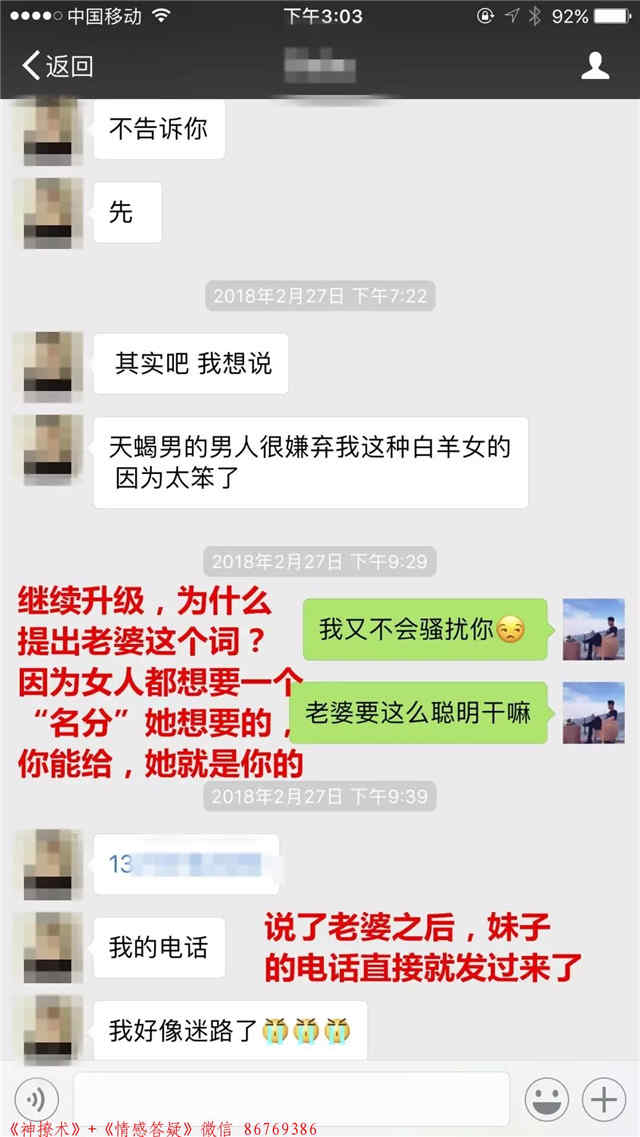 中国移动
下午3:03
92%
返回
不告诉你
先
2018年2月27日 下午7:22
其实吧 我想说
天蝎男的男人很嫌弃我这种白羊女的
因为太笨了
2018年2月27日 下午9:29
继续升级，为什么
提出老婆这个词？
因为女人都想要一个
“名分”她想要的，
你能给，她就是你的
我又不会骚扰你
老婆要这么聪明干嘛
2018年2月27日 下午9:39
13
我的电话
说了老婆之后，妹子
的电话直接就发过来了
我好像迷路了
《神撩术》+《情感答疑》微信 86769386